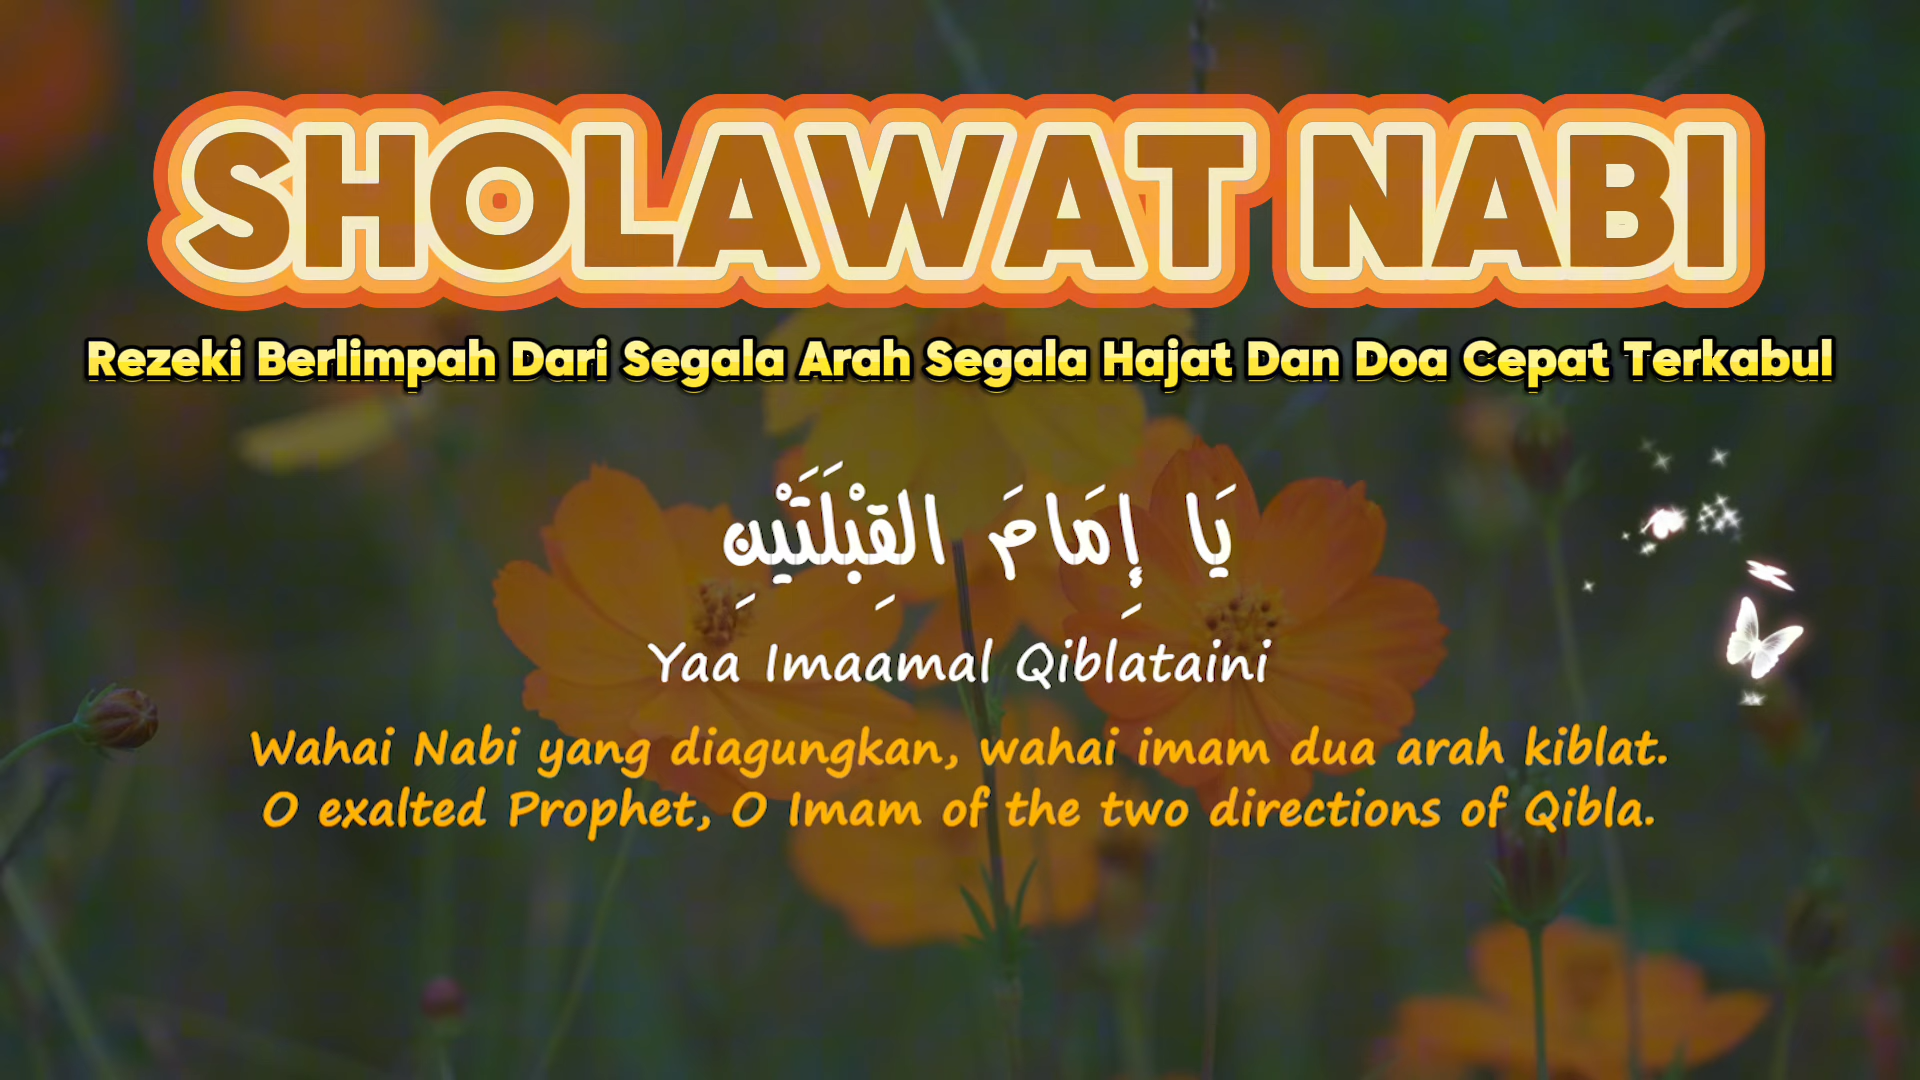 SHOLAWAT NABI
Rezeki Berlimpah Dari Segala Arah Segala Hajat Dan Doa Cepat Terkabul
يَا إِمَامَ القِبْلَتَيْنِ
Yaa Imaamal Qiblataini
Wahai Nabi yang diagungkan, wahai imam dua arah kiblat.
O exalted Prophet, O Imam of the two directions of Qibla.